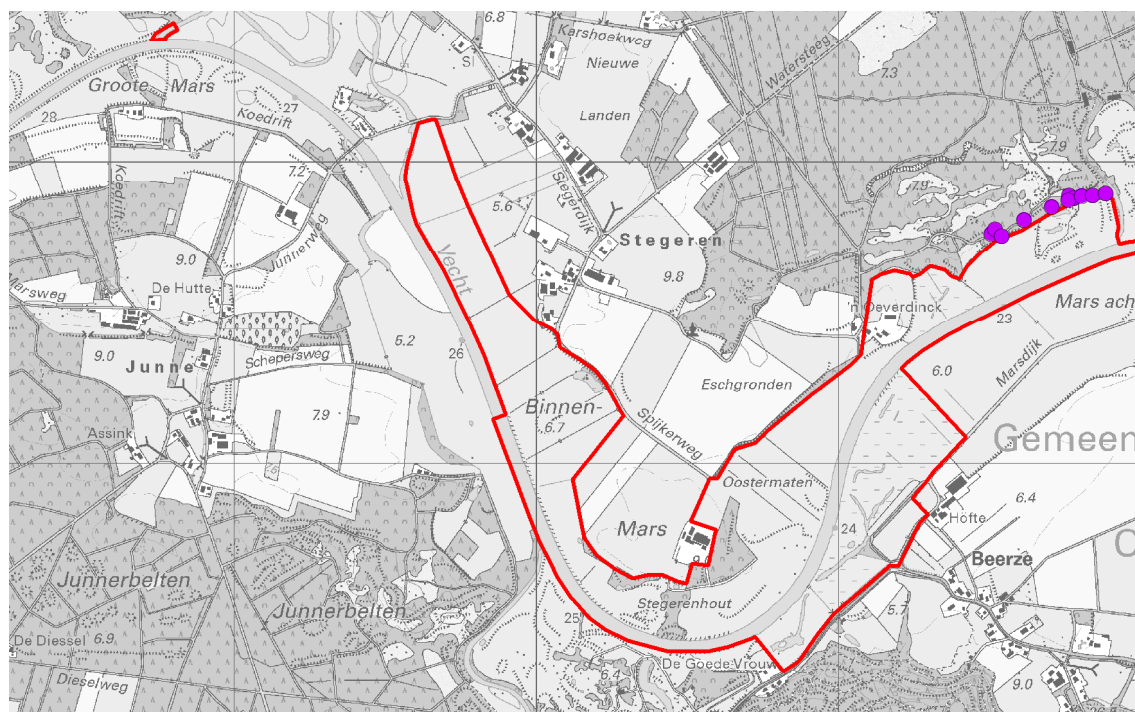 6.8
Karshoekweg
Nieuwe
Landen
Watersteeg
7.3
SI
Groote Mars
Koedrift
27
28
Koedrift
7.2
Junnerweg
9.0
De Hutte
Junne
9.0
Schepersweg
5.2
7.9
Assink
Vecht
26
5.6
Stegerdijk
Stegeren
9.8
7.9
7.9
'n Oeverdinck
Mars ach
23
Marsdijk
6.0
Eschgronden
Binnen-
6.7
Spijkerweg
Oostermaten
Gemeen
6.4
Höfte
Mars
24
Beerze
Stegerenhout
25
5.7
De Goede Vrouw
6.4
9.0
Junnerbelten
Junnerbelten
De Diessel
6.9
Dieselweg